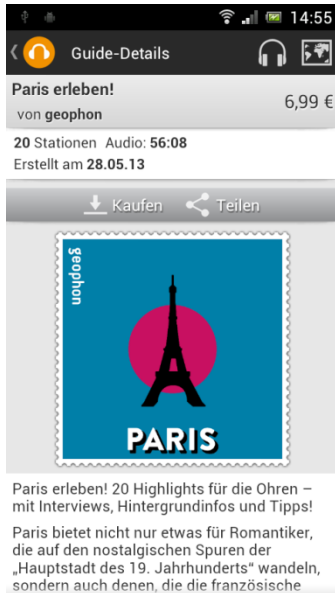 14:55
Guide-Details
Paris erleben!
6,99 €
von geophon
20 Stationen Audio: 56:08
Erstellt am 28.05.13
Kaufen Teilen
geophon
PARIS
Paris erleben! 20 Highlights für die Ohren –
mit Interviews, Hintergrundinfos und Tipps!
Paris bietet nicht nur etwas für Romantiker,
die auf den nostalgischen Spuren der
„Hauptstadt des 19. Jahrhunderts“ wandeln,
sondern auch denen, die die französische